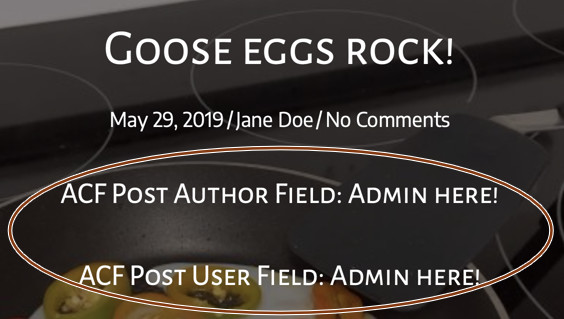 Goose eggs rock!
May 29, 2019/Jane Doe/No Comments
ACF Post Author Field: Admin here!
ACF Post User Field: Admin here!